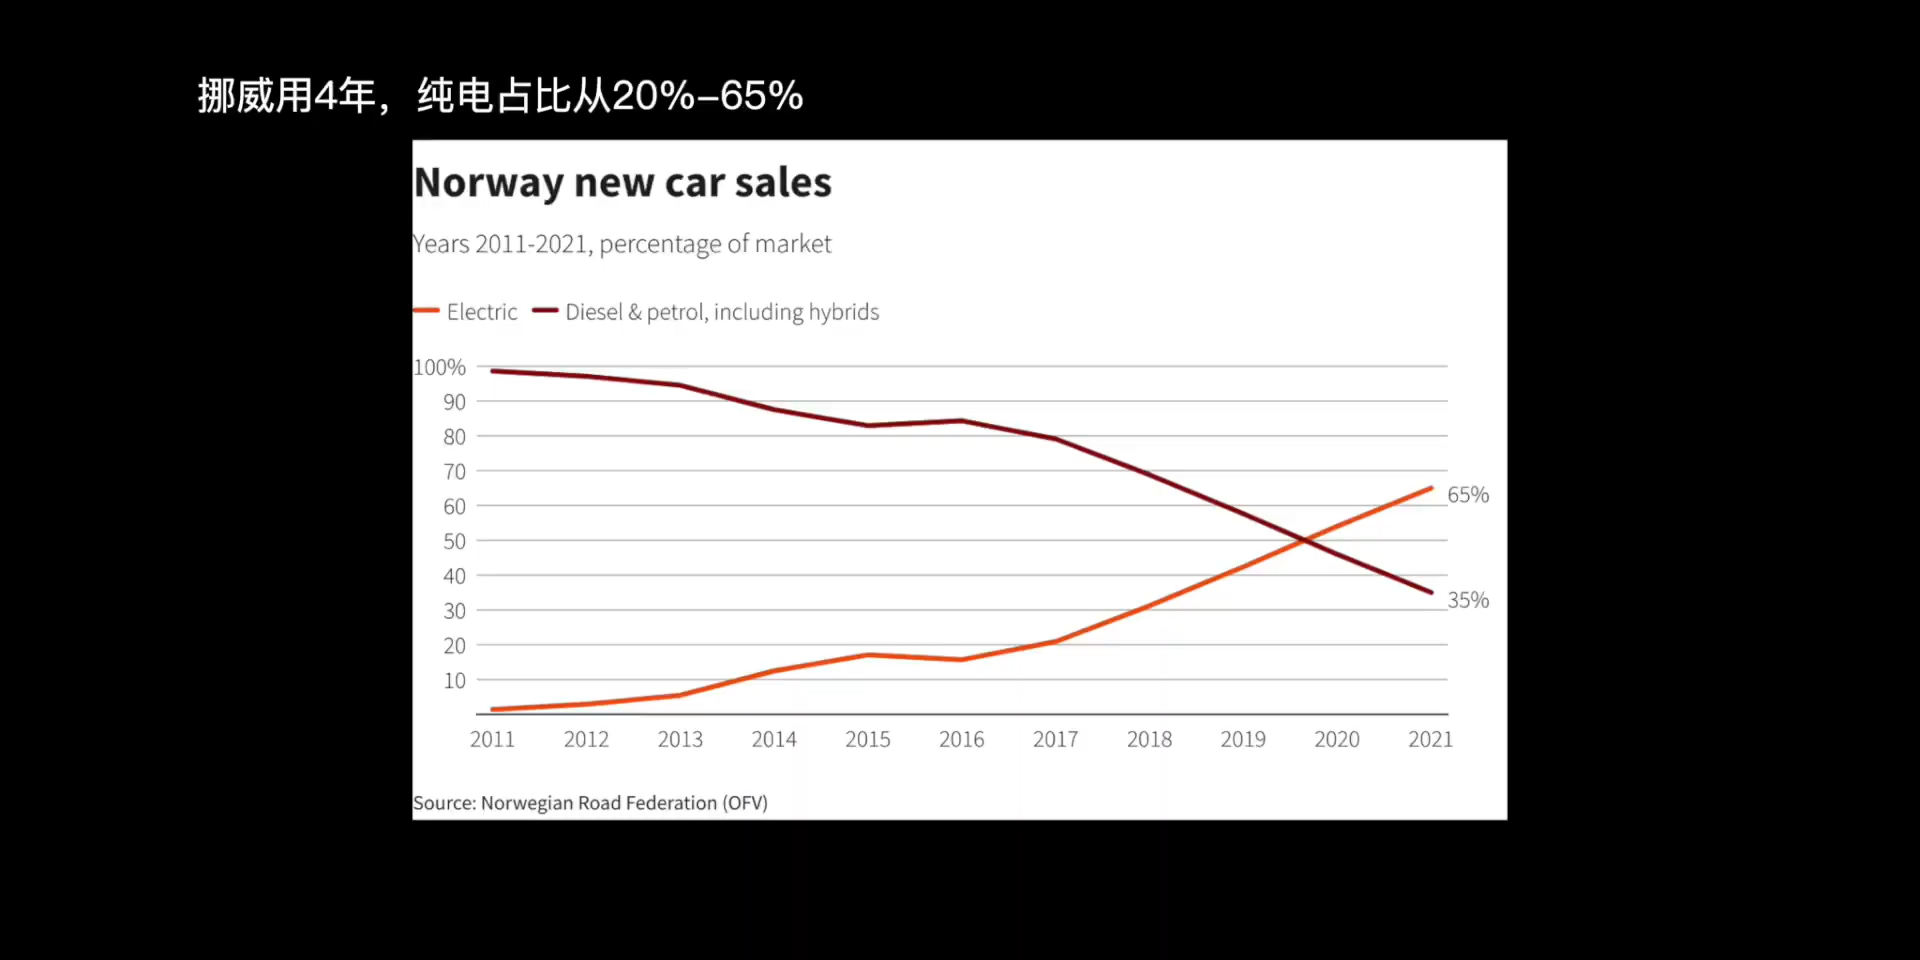 挪威用4年，纯电占比从20%–65%
Norway new car sales
Years 2011-2021, percentage of market
Electric Diesel & petrol, including hybrids
100%
90
80
70
60
50
40
30
20
10
65%
35%
2011 2012 2013 2014 2015 2016 2017 2018 2019 2020 2021
Source: Norwegian Road Federation (OFV)